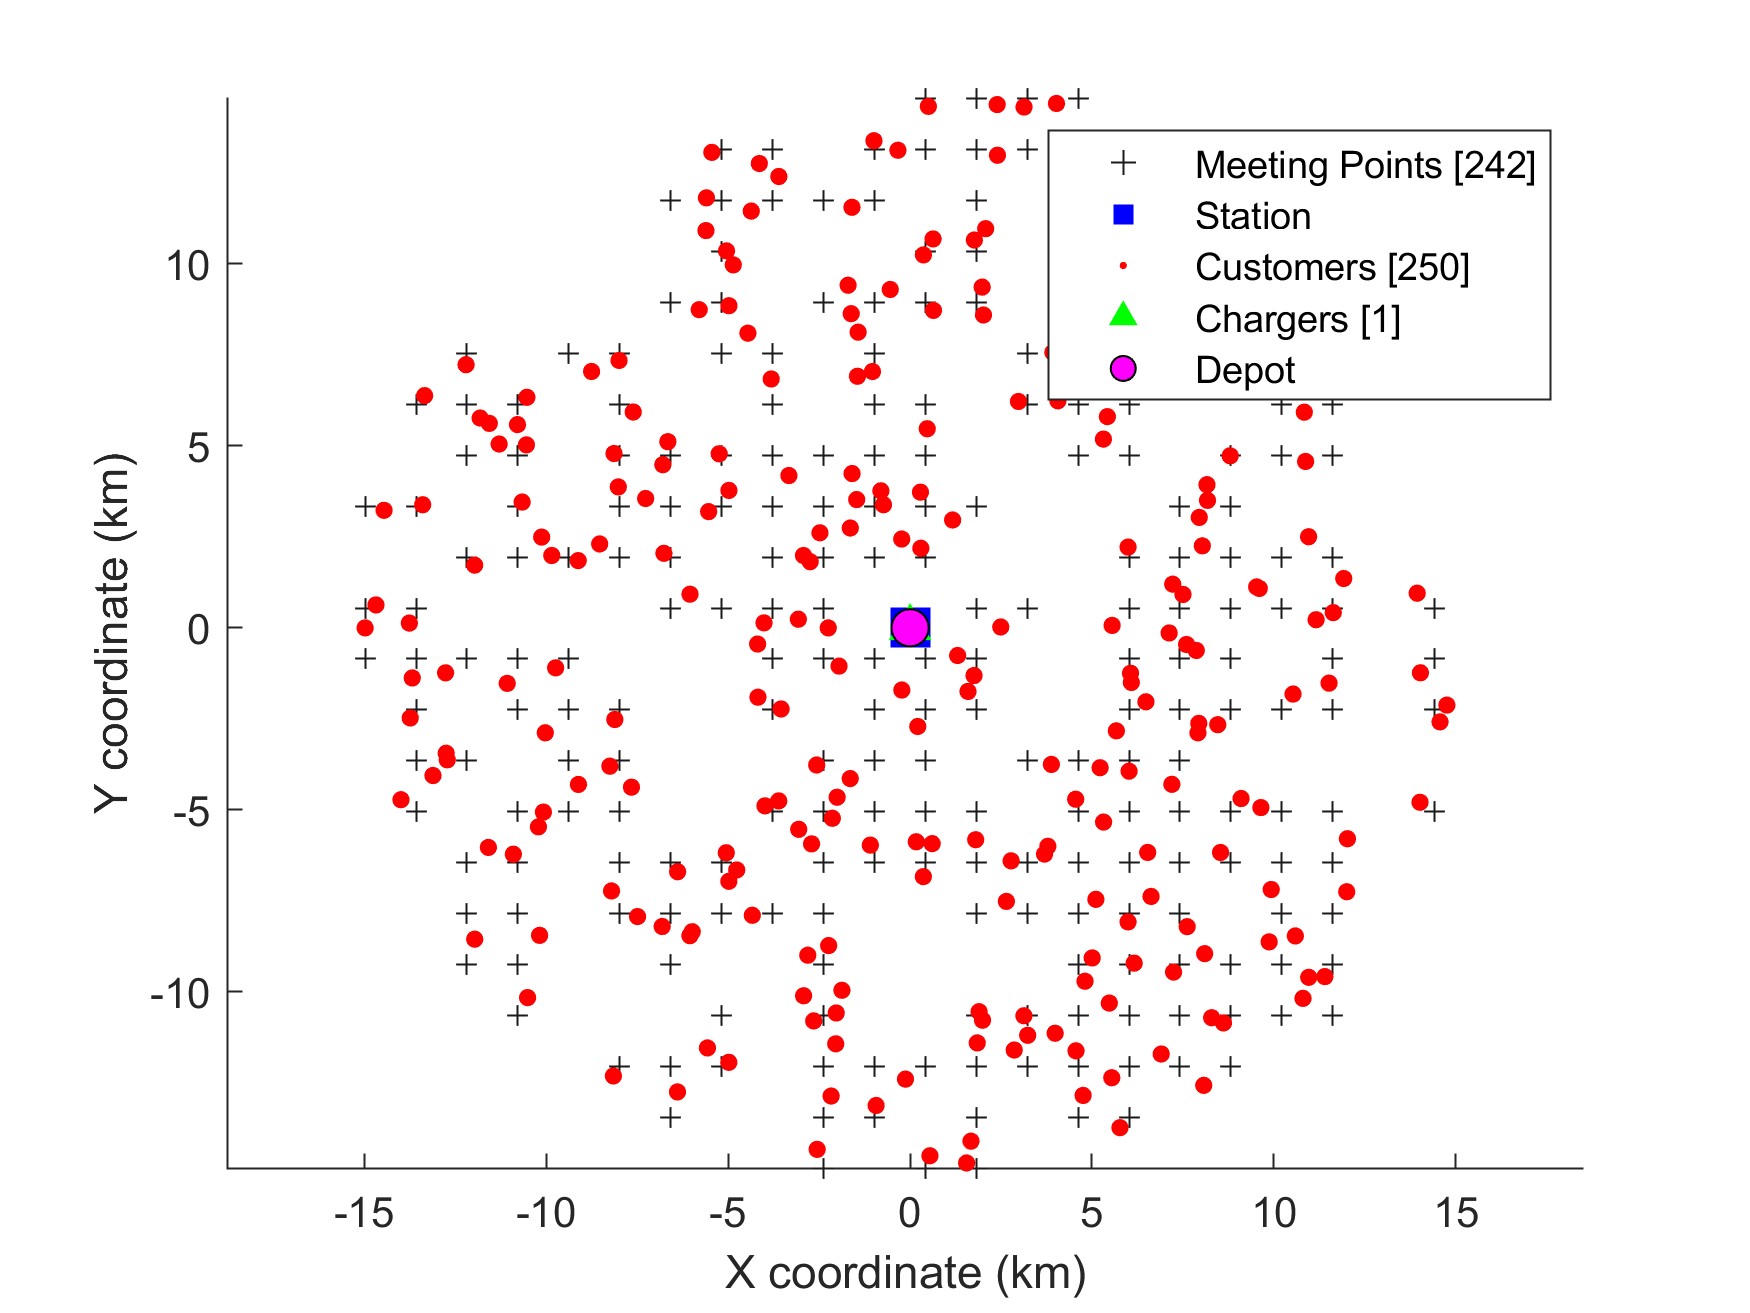 Meeting Points [242]
Station
Customers [250]
Chargers [1]
Depot
10
5
0
-5
-10
Y coordinate (km)
-15 -10 -5 0 5 10 15
X coordinate (km)